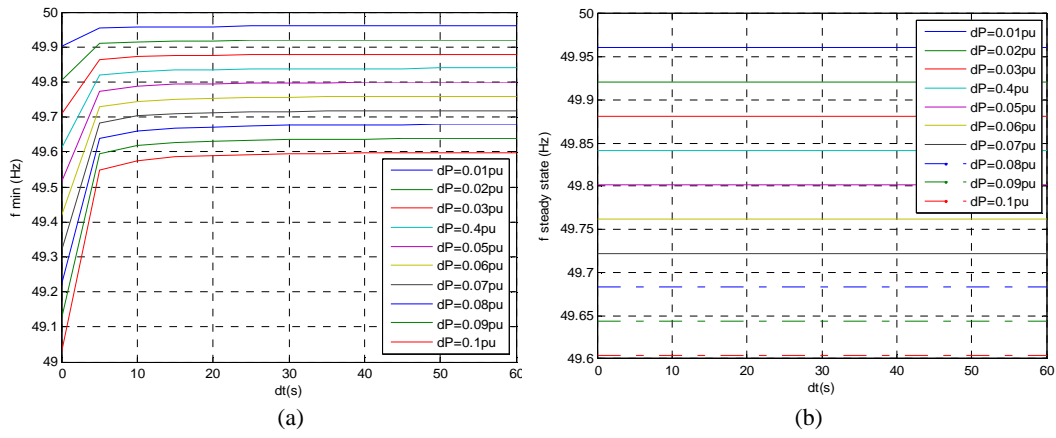 50
49.9
49.8
49.7
49.6
49.5
49.4
49.3
49.2
49.1
49
f min (Hz)
0
10
20
30
40
50
60
dt(s)
dP=0.01pu
dP=0.02pu
dP=0.03pu
dP=0.4pu
dP=0.05pu
dP=0.06pu
dP=0.07pu
dP=0.08pu
dP=0.09pu
dP=0.1pu
(a)
50
49.95
49.9
49.85
49.8
49.75
49.7
49.65
49.6
f steady state (Hz)
0
10
20
30
40
50
60
dt(s)
dP=0.01pu
dP=0.02pu
dP=0.03pu
dP=0.4pu
dP=0.05pu
dP=0.06pu
dP=0.07pu
dP=0.08pu
dP=0.09pu
dP=0.1pu
(b)